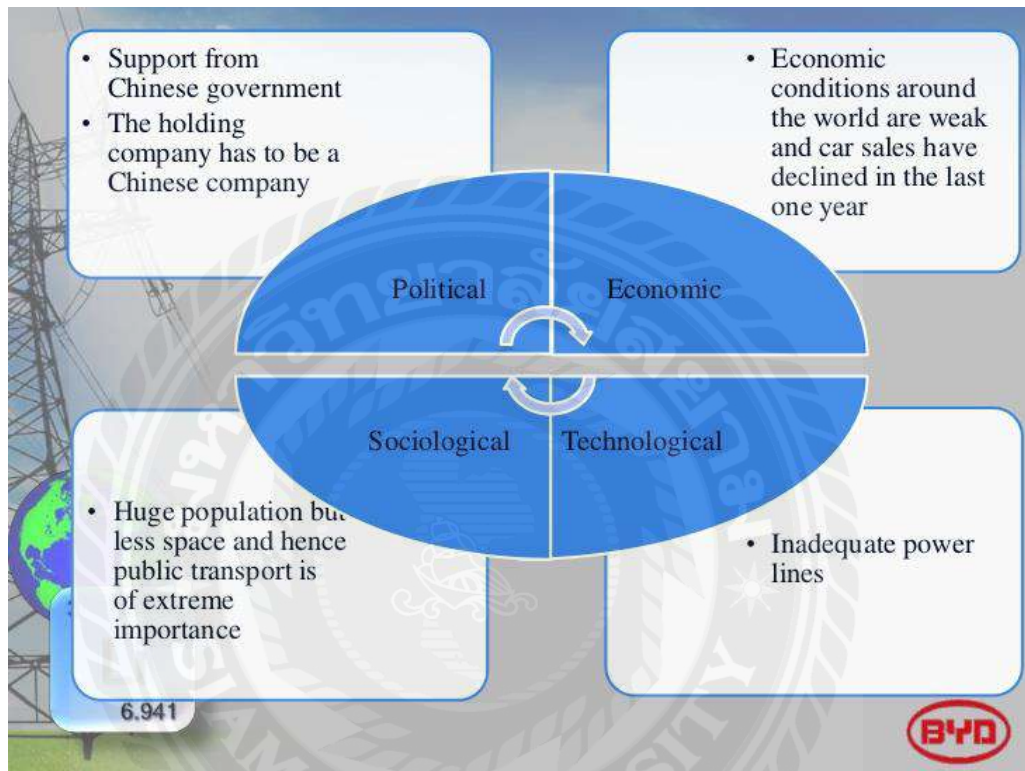 • Support from
Chinese government
• The holding
company has to be a
Chinese company
• Economic
conditions around
the world are weak
and car sales have
declined in the last
one year
Political
Economic
Sociological
Technological
• Huge population but
less space and hence
public transport is
of extreme
importance
• Inadequate power
lines
6.941
BYD